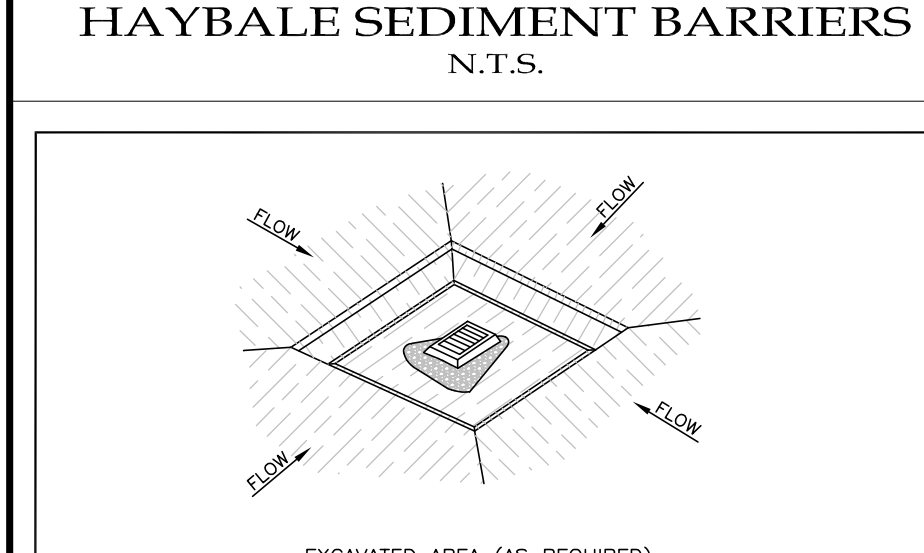 HAYBALE SEDIMENT BARRIERS
N.T.S.
FLOW
FLOW
FLOW
FLOW
EXCAVATED AREA (AS REQUIRED)